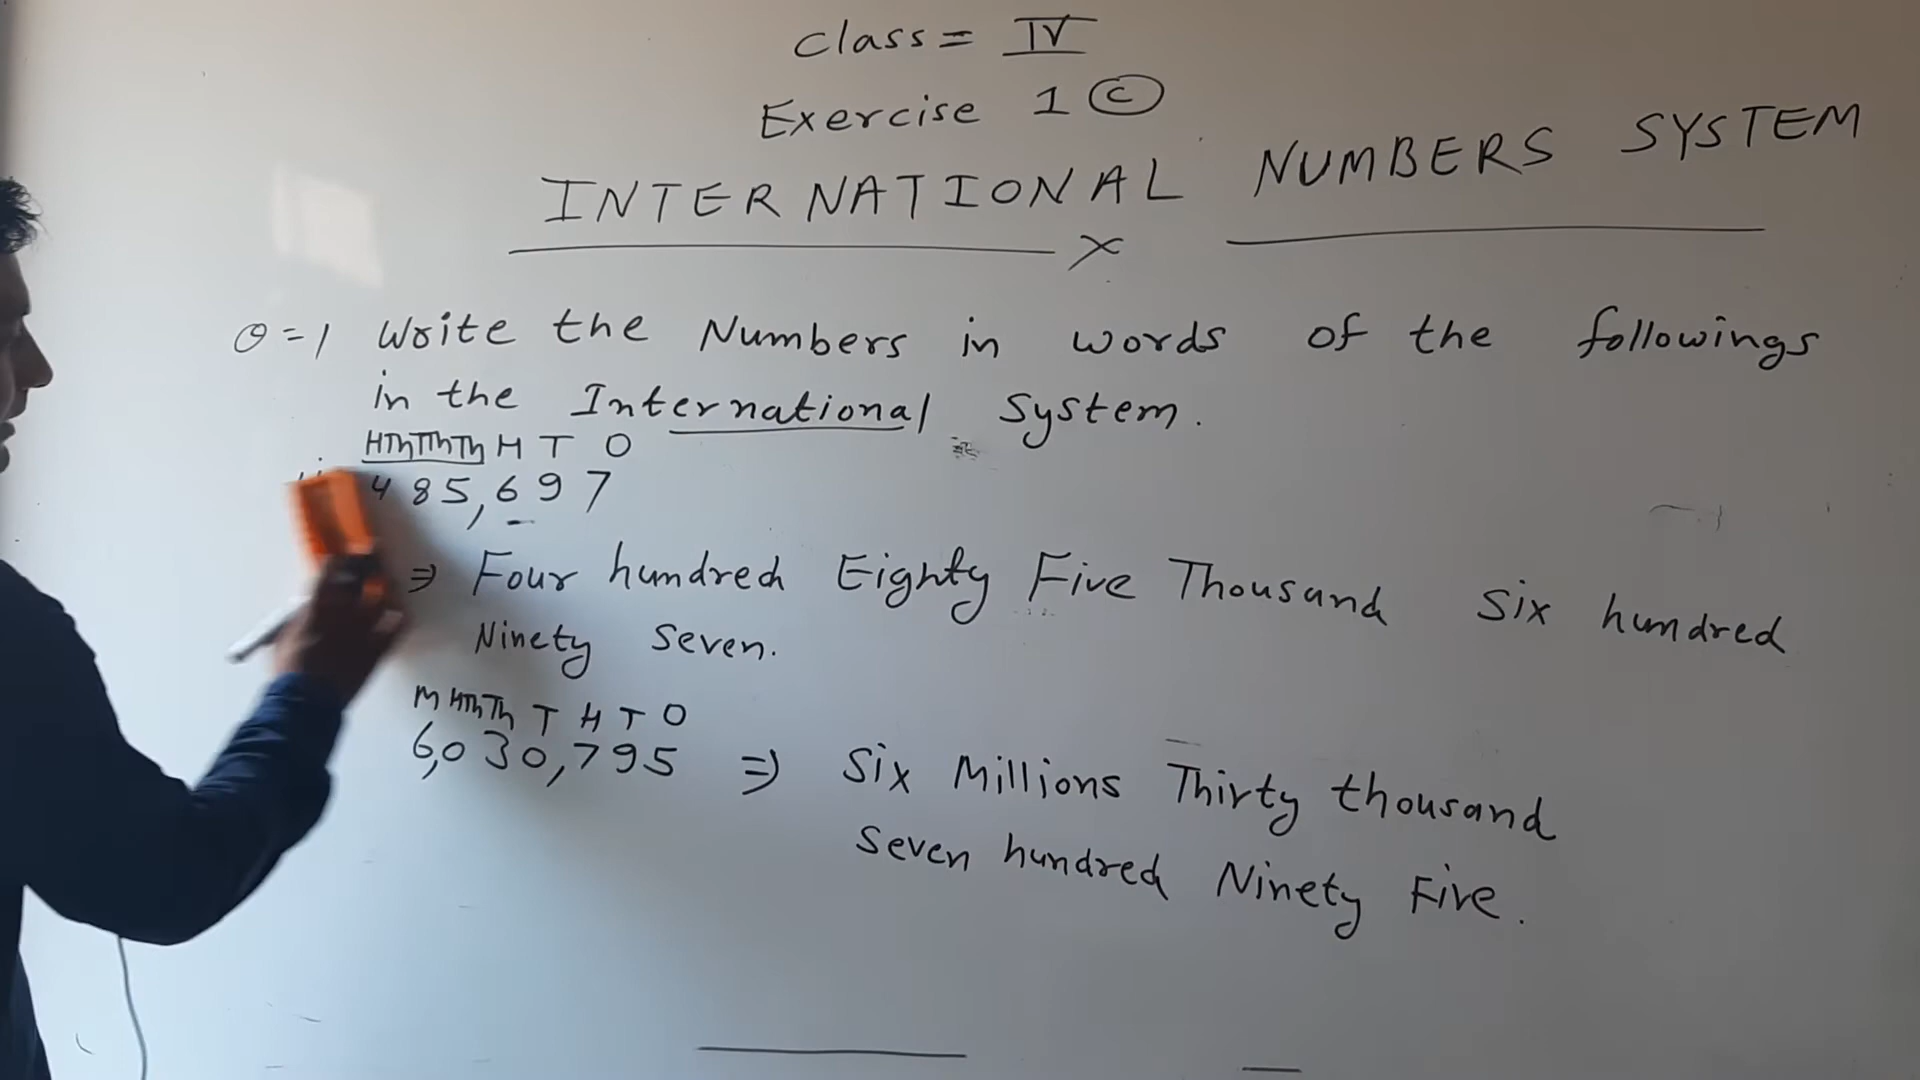 Class = IV
Exercise 1 (C)
INTERNATIONAL NUMBERS SYSTEM
Q=1 Write the Numbers in words of the followings
in the International System.
HTh TTh Th H T O
485,697
⇒ Four hundred Eighty Five Thousand Six hundred
Ninety Seven.
M HTh Th T H T O
6,030,795 ⇒ Six Millions Thirty thousand
Seven hundred Ninety Five.